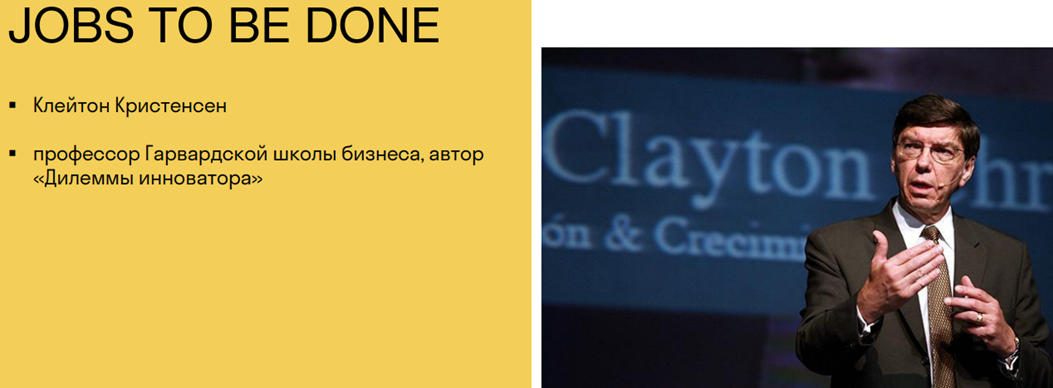 JOBS TO BE DONE
▪ Клейтон Кристенсен
▪ профессор Гарвардской школы бизнеса, автор
«Дилеммы инноватора»
Clayton Chr
ón & Crecimi